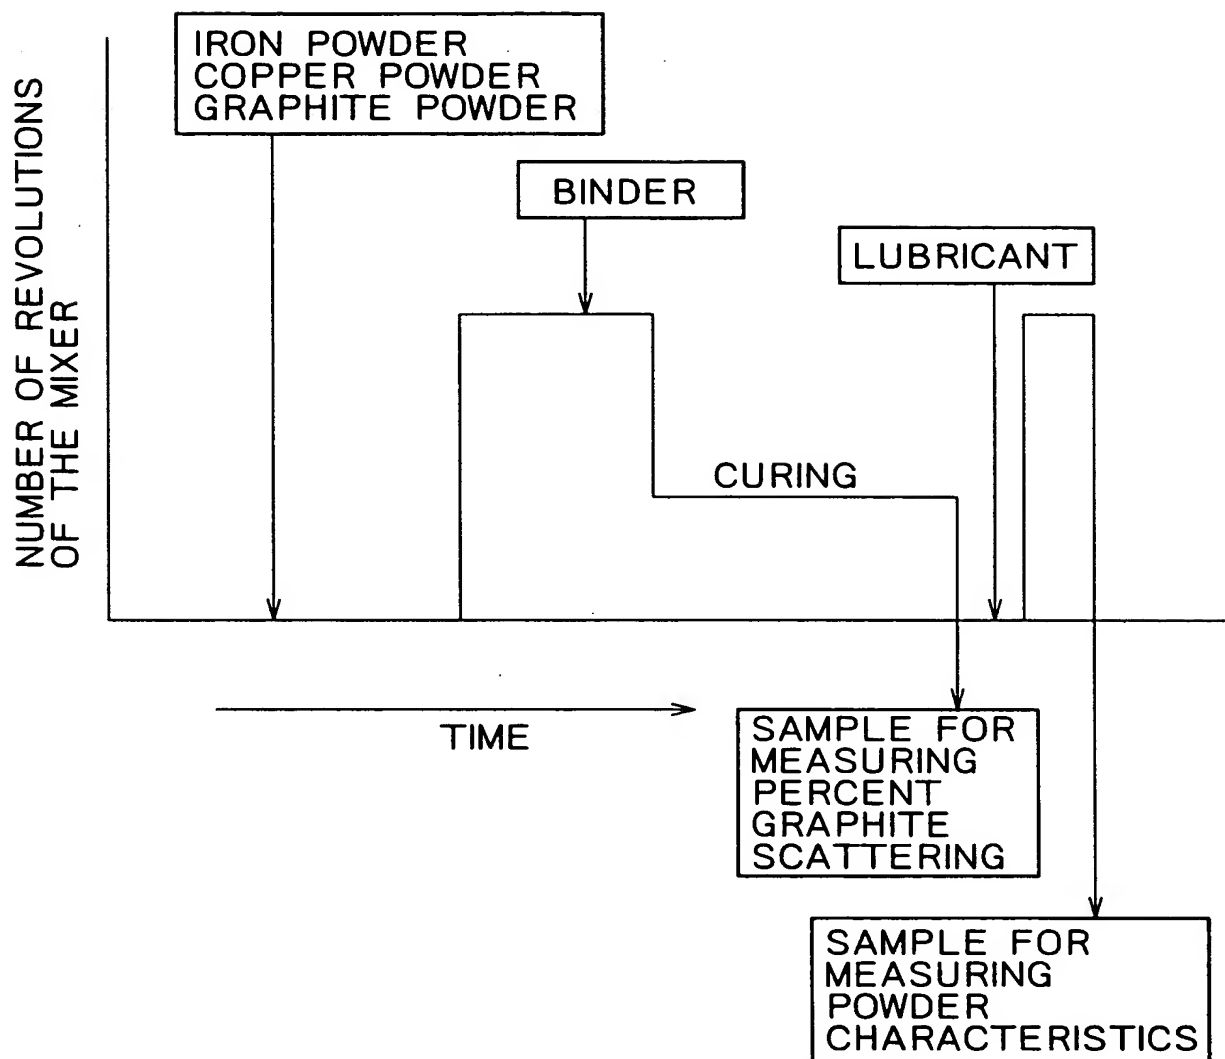 NUMBER OF REVOLUTIONS
OF THE MIXER
IRON POWDER
COPPER POWDER
GRAPHITE POWDER
BINDER
LUBRICANT
CURING
TIME
SAMPLE FOR
MEASURING
PERCENT
GRAPHITE
SCATTERING
SAMPLE FOR
MEASURING
POWDER
CHARACTERISTICS